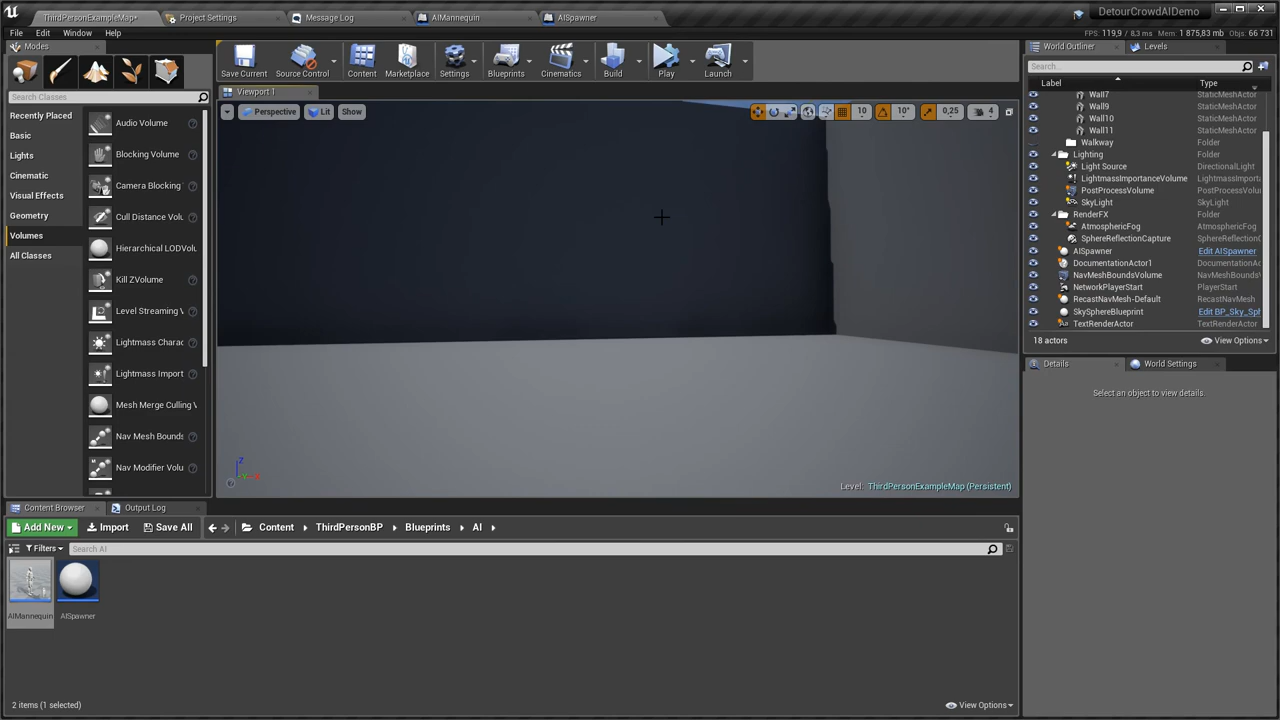 ThirdPersonExampleMap*
Project Settings
Message Log
AIMannequin
AISpawner
DetourCrowdAIDemo
File Edit Window Help
FPS: 119,9 / 8,3 ms Mem: 1 875,83 mb Objs: 66 731
Modes
Save Current
Source Control
Content
Marketplace
Settings
Blueprints
Cinematics
Build
Play
Launch
World Outliner
Levels
Search Classes
Recently Placed
Basic
Lights
Cinematic
Visual Effects
Geometry
Volumes
All Classes
Audio Volume
Blocking Volume
Camera Blocking
Cull Distance Volu
Hierarchical LODVolu
Kill ZVolume
Level Streaming V
Lightmass Charac
Lightmass Import
Mesh Merge Culling V
Nav Mesh Bounds
Nav Modifier Volu
Viewport 1
Perspective Lit Show
10 10° 0,25 4
Z
Y X
Level: ThirdPersonExampleMap (Persistent)
Search...
Label Type
Wall7 StaticMeshActor
Wall9 StaticMeshActor
Wall10 StaticMeshActor
Wall11 StaticMeshActor
Walkway Folder
Lighting Folder
Light Source DirectionalLight
LightmassImportanceVolume LightmassImporta
PostProcessVolume PostProcessVolu
SkyLight SkyLight
RenderFX Folder
AtmosphericFog AtmosphericFog
SphereReflectionCapture SphereReflectionC
AISpawner Edit AISpawner
DocumentationActor1 DocumentationAc
NavMeshBoundsVolume NavMeshBoundsV
NetworkPlayerStart PlayerStart
RecastNavMesh-Default RecastNavMesh
SkySphereBlueprint Edit BP_Sky_Sph
TextRenderActor TextRenderActor
18 actors View Options
Details
World Settings
Select an object to view details.
Content Browser
Output Log
Add New Import Save All
Content ThirdPersonBP Blueprints AI
Filters Search AI
AIMannequin
AISpawner
2 items (1 selected) View Options